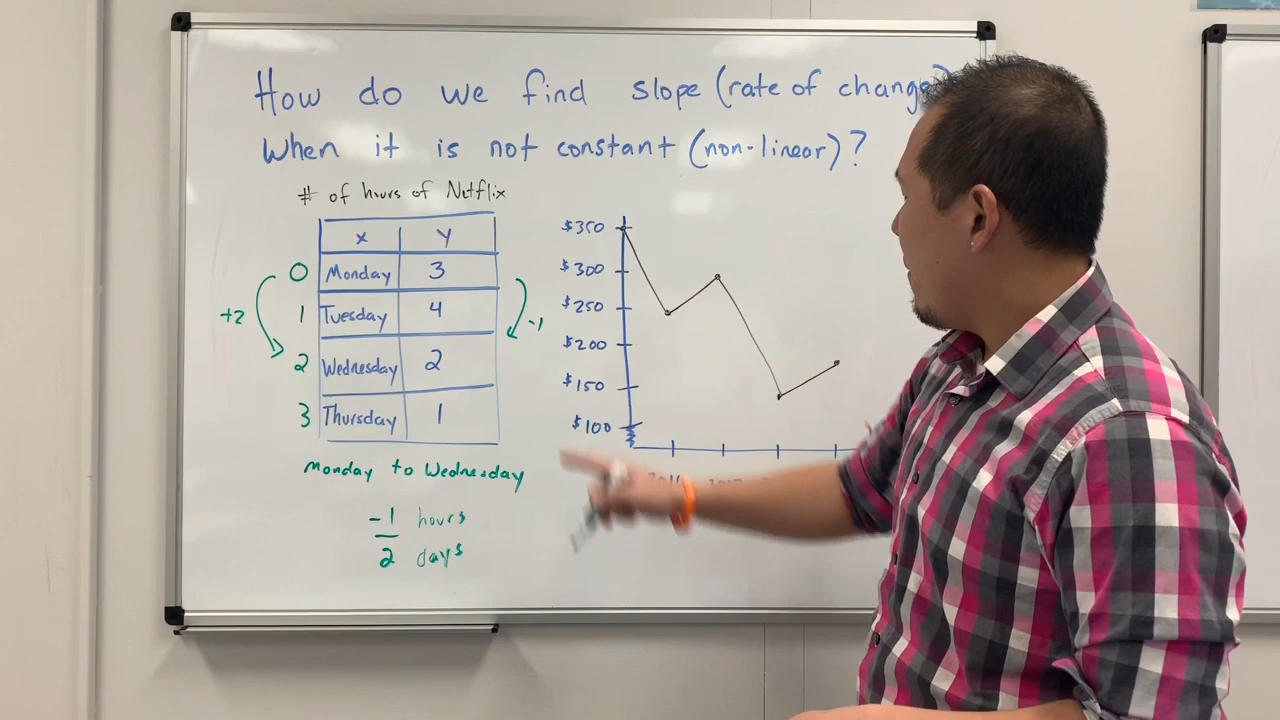 How do we find slope (rate of change)
When it is not constant (non-linear)?
# of hours of Netflix
x y
0 Monday 3
1 Tuesday 4
2 Wednesday 2
3 Thursday 1
+2
-1
Monday to Wednesday
-1 hours
2 days
$350
$300
$250
$200
$150
$100